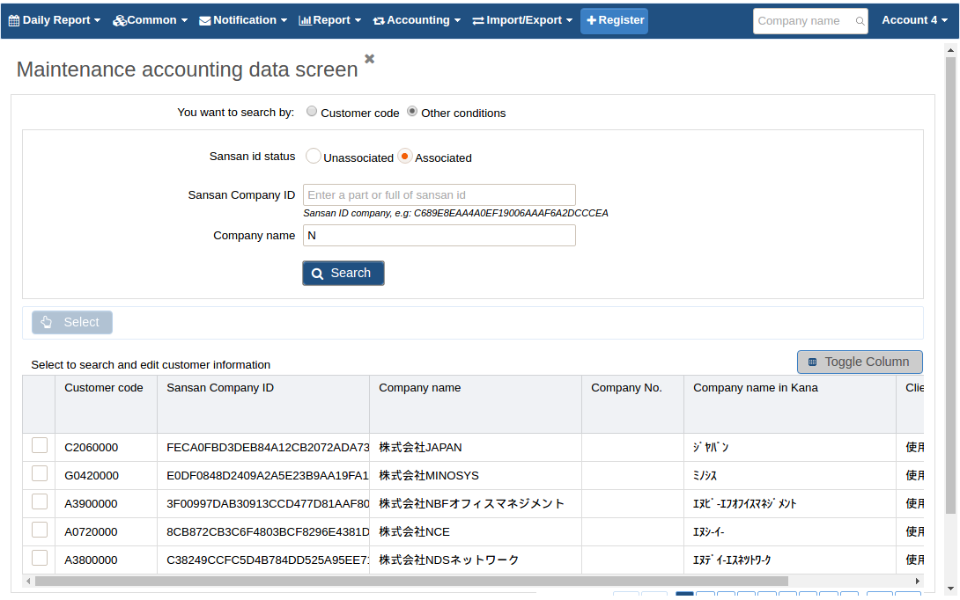 Daily Report Common Notification Report Accounting Import/Export Register Company name Account 4
Maintenance accounting data screen
You want to search by: Customer code Other conditions
Sansan id status Unassociated Associated
Sansan Company ID Enter a part or full of sansan id
Sansan ID company, e.g: C689E8EAA4A0EF19006AAAF6A2DCCCEA
Company name N
Search
Select
Toggle Column
Select to search and edit customer information
Customer code Sansan Company ID Company name Company No. Company name in Kana Clie
C2060000 FECA0FBD3DEB84A12CB2072ADA73 株式会社JAPAN ｼﾞﾔﾊﾟﾝ 使用
G0420000 E0DF0848D2409A2A5E23B9AA19FA1 株式会社MINOSYS ﾐﾉｼｽ 使用
A3900000 3F00997DAB30913CCD477D81AAF80 株式会社NBFオフィスマネジメント ｴﾇﾋﾞ-ｴﾌｵﾌｲｽﾏﾈｼﾞﾒﾝﾄ 使用
A0720000 8CB872CB3C6F4803BCF8296E4381D 株式会社NCE ｴﾇｼ-ｲ- 使用
A3800000 C38249CCFC5D4B784DD525A95EE7 株式会社NDSネットワーク ｴﾇﾃﾞｲ-ｴｽﾈﾂﾄﾜ-ｸ 使用